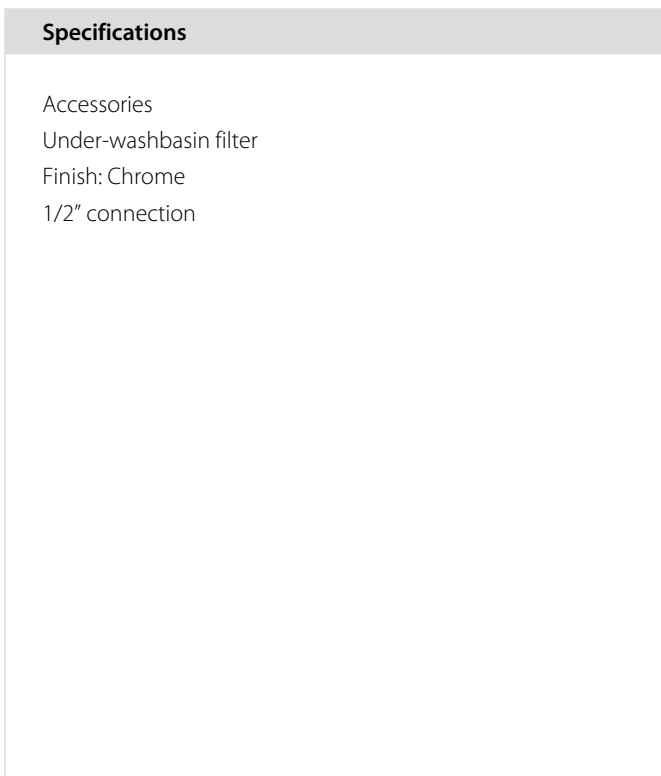 Specifications
Accessories
Under-washbasin filter
Finish: Chrome
1/2” connection